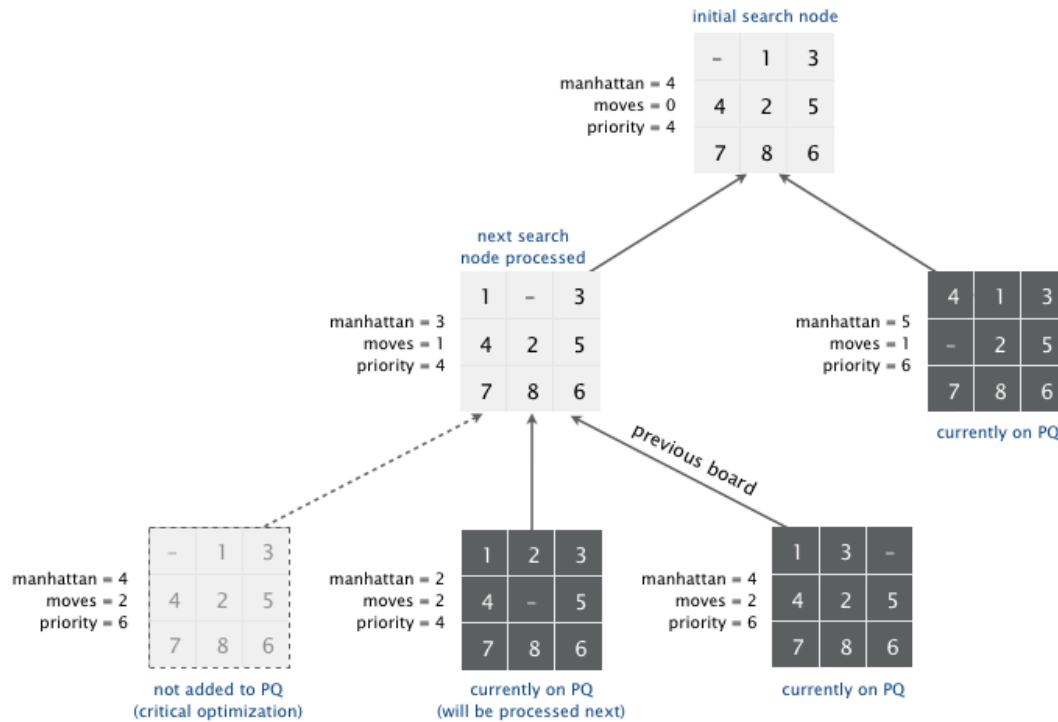 initial search node
- 1 3
manhattan = 4
moves = 0
priority = 4
4 2 5
7 8 6
next search
node processed
1 - 3
manhattan = 3
moves = 1
priority = 4
4 2 5
7 8 6
4 1 3
manhattan = 5
moves = 1
priority = 6
- 2 5
7 8 6
currently on PQ
previous board
- 1 3
manhattan = 4
moves = 2
priority = 6
4 2 5
7 8 6
not added to PQ
(critical optimization)
1 2 3
manhattan = 2
moves = 2
priority = 4
4 - 5
7 8 6
currently on PQ
(will be processed next)
1 3 -
manhattan = 4
moves = 2
priority = 6
4 2 5
7 8 6
currently on PQ